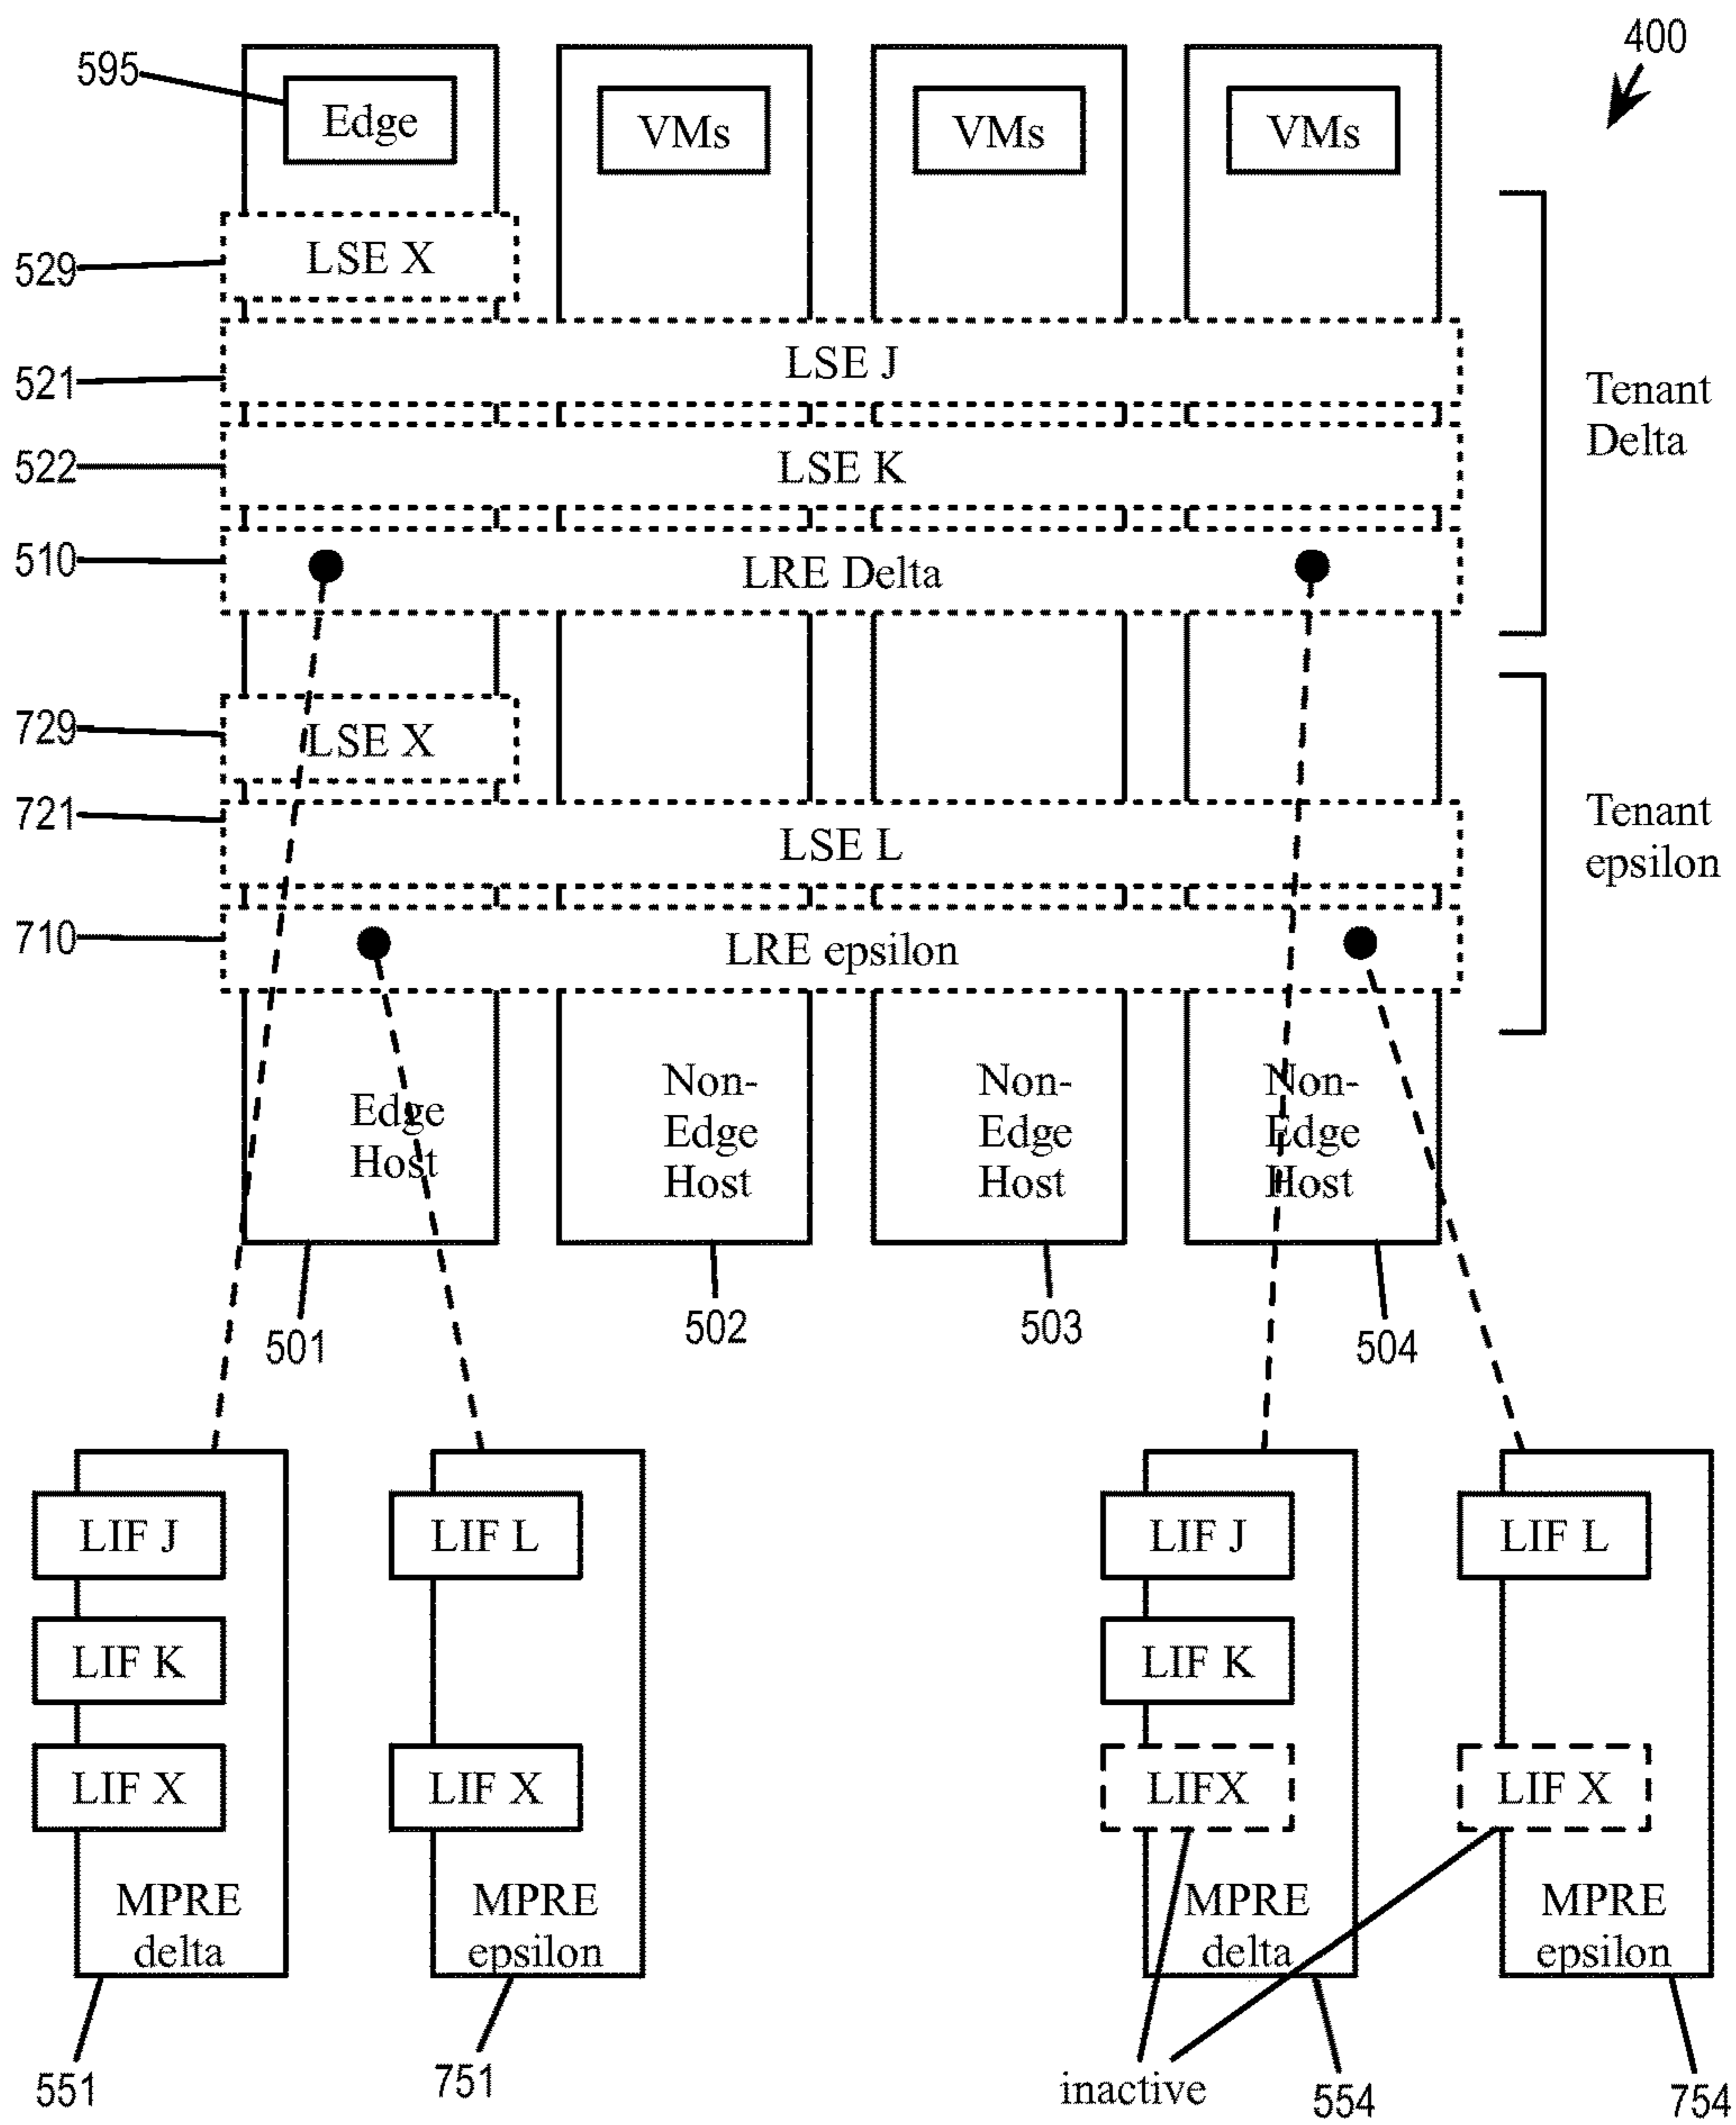 400
595
Edge
VMs
VMs
VMs
529
LSE X
521
LSE J
Tenant
Delta
522
LSE K
510
LRE Delta
729
LSE X
721
LSE L
Tenant
epsilon
710
LRE epsilon
Edge
Host
Non-
Edge
Host
Non-
Edge
Host
Non-
Edge
Host
501
502
503
504
LIF J
LIF K
LIF X
MPRE
delta
LIF L
LIF X
MPRE
epsilon
LIF J
LIF K
LIFX
MPRE
delta
LIF L
LIF X
MPRE
epsilon
551
751
inactive
554
754